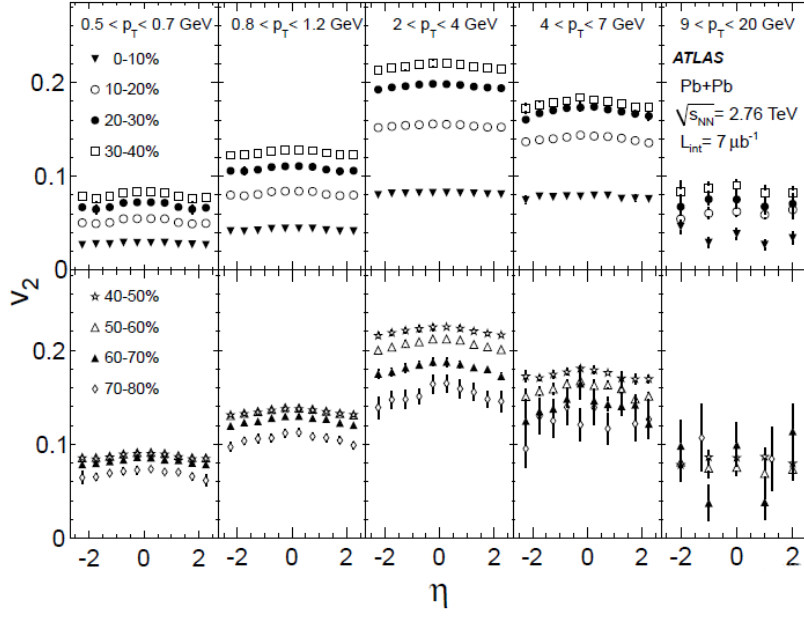 0.5 < p_T < 0.7 GeV 0.8 < p_T < 1.2 GeV 2 < p_T < 4 GeV 4 < p_T < 7 GeV 9 < p_T < 20 GeV
0-10%
10-20%
20-30%
30-40%
ATLAS
Pb+Pb
√s_NN = 2.76 TeV
L_int = 7 μb⁻¹
0.2
0.1
0
v₂
40-50%
50-60%
60-70%
70-80%
0.2
0.1
0
-2 0 2 -2 0 2 -2 0 2 -2 0 2 -2 0 2
η